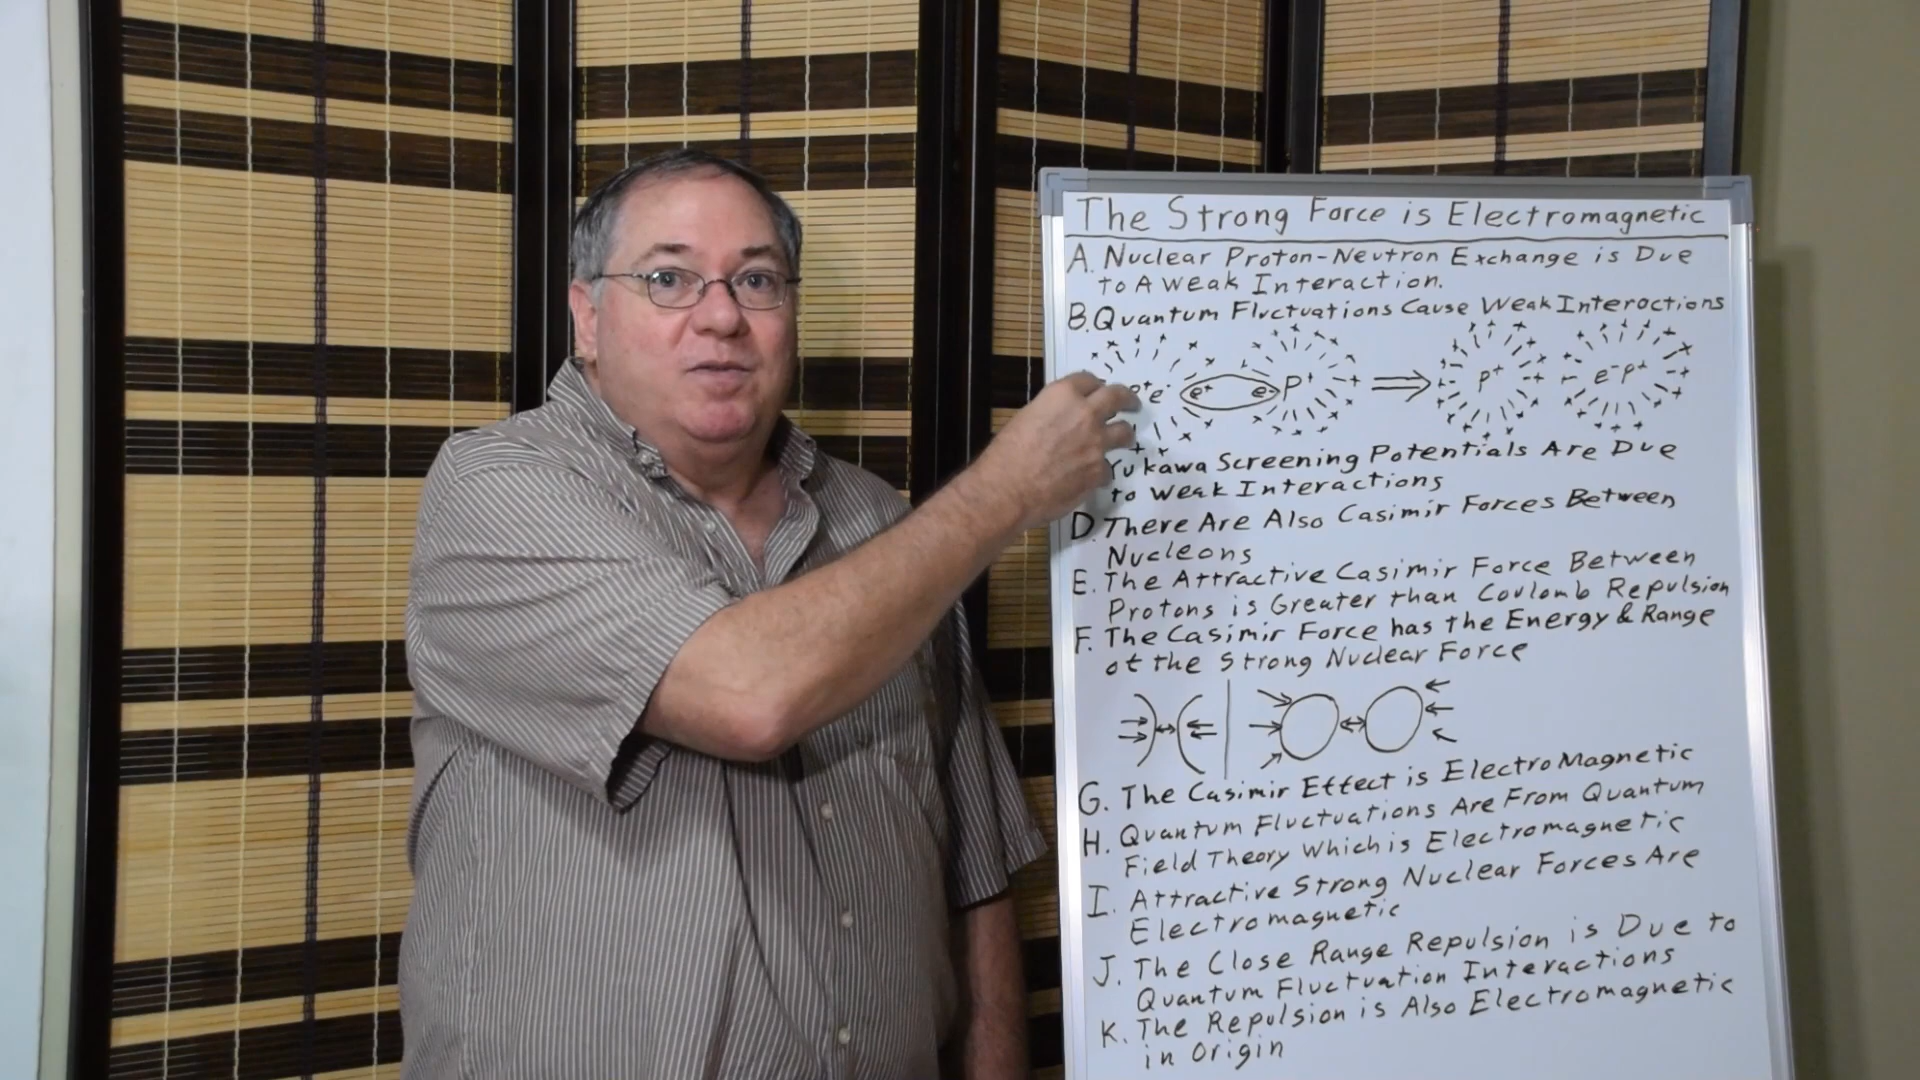 The Strong Force is Electromagnetic
A. Nuclear Proton-Neutron Exchange is Due
to A Weak Interaction.
B. Quantum Fluctuations Cause Weak Interactions
e⁻ e⁺ e⁻ P⁺ ⇒ P⁺ e⁻ P⁺
Yukawa Screening Potentials Are Due
to Weak Interactions
D. There Are Also Casimir Forces Between
Nucleons
E. The Attractive Casimir Force Between
Protons is Greater than Coulomb Repulsion
F. The Casimir Force has the Energy & Range
of the Strong Nuclear Force
G. The Casimir Effect is ElectroMagnetic
H. Quantum Fluctuations Are From Quantum
Field Theory Which is Electromagnetic
I. Attractive Strong Nuclear Forces Are
Electromagnetic
J. The Close Range Repulsion is Due to
Quantum Fluctuation Interactions
K. The Repulsion is Also Electromagnetic
in Origin